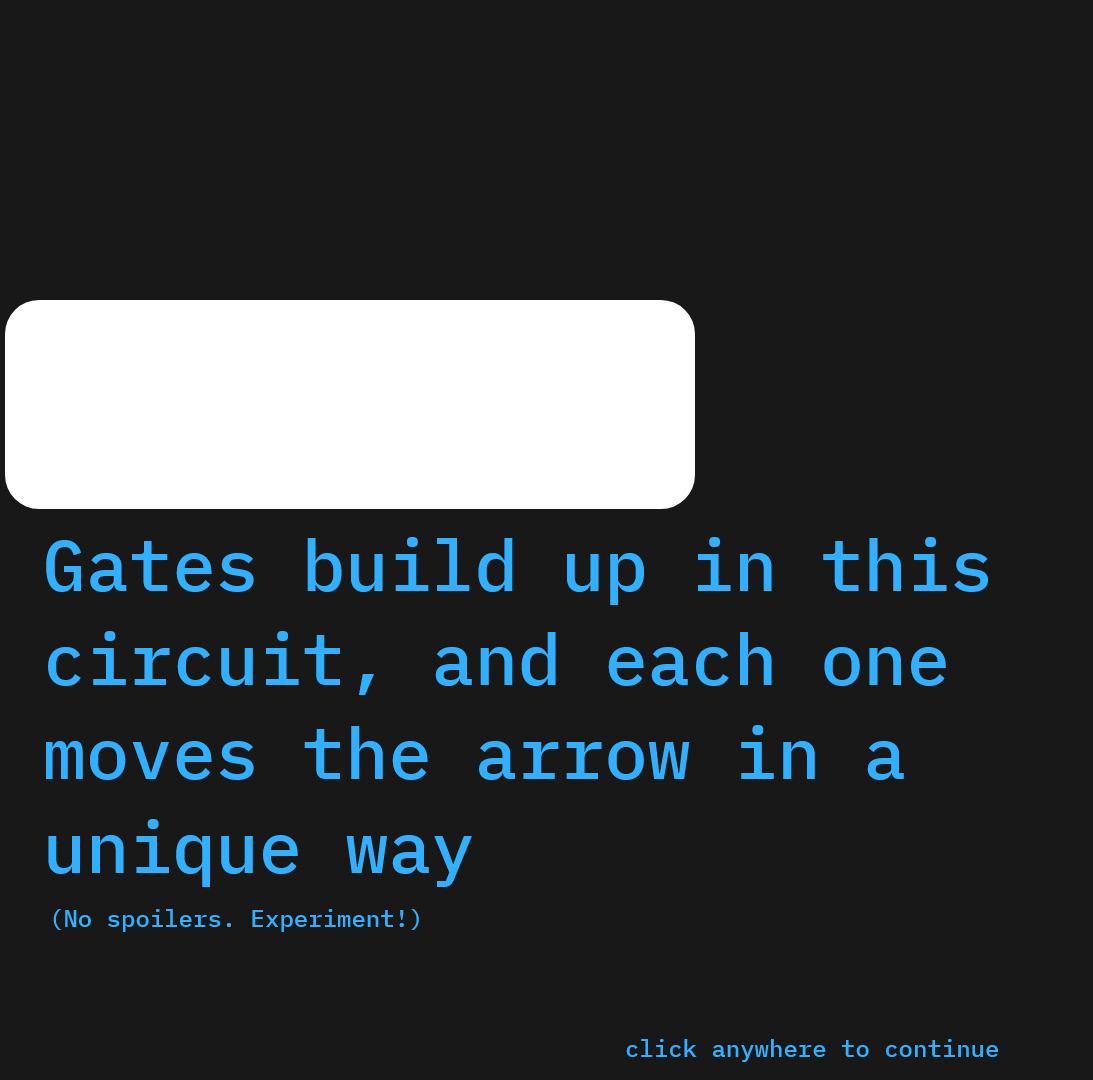 Gates build up in this
circuit, and each one
moves the arrow in a
unique way
(No spoilers. Experiment!)
click anywhere to continue